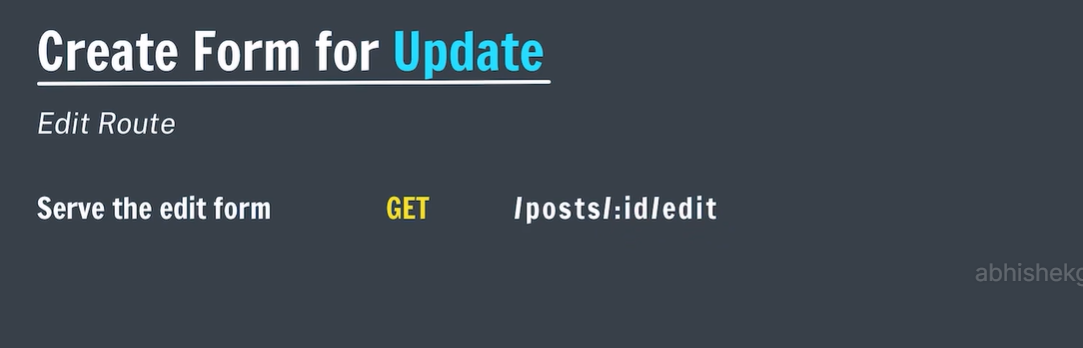 Create Form for Update
Edit Route
Serve the edit form GET /posts/:id/edit